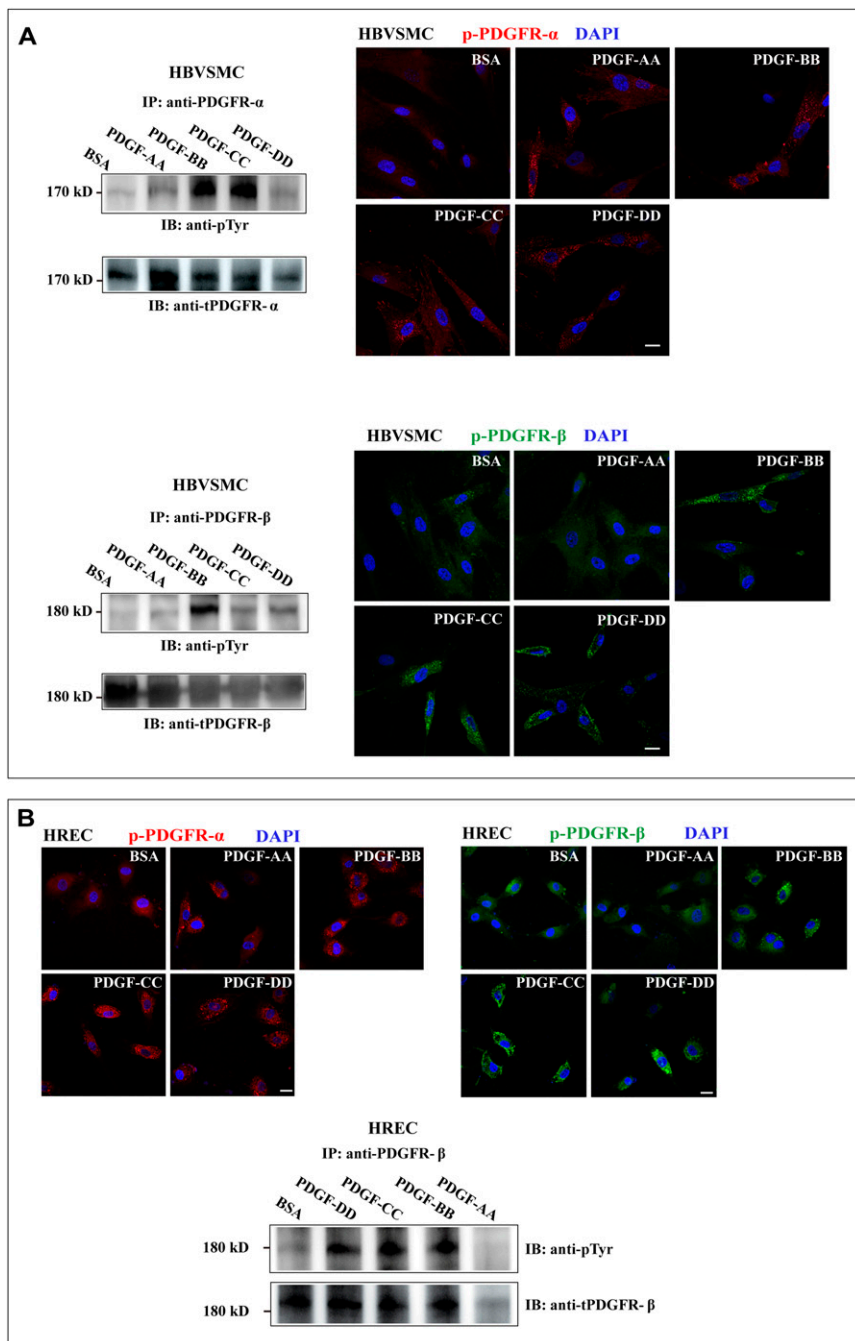 A
HBVSMC
IP: anti-PDGFR-α
BSA
PDGF-AA
PDGF-BB
PDGF-CC
PDGF-DD
170 kD
IB: anti-pTyr
170 kD
IB: anti-tPDGFR- α
HBVSMC p-PDGFR-α DAPI
BSA
PDGF-AA
PDGF-BB
PDGF-CC
PDGF-DD
HBVSMC
IP: anti-PDGFR-β
BSA
PDGF-AA
PDGF-BB
PDGF-CC
PDGF-DD
180 kD
IB: anti-pTyr
180 kD
IB: anti-tPDGFR-β
HBVSMC p-PDGFR-β DAPI
BSA
PDGF-AA
PDGF-BB
PDGF-CC
PDGF-DD
B
HREC p-PDGFR-α DAPI
BSA
PDGF-AA
PDGF-BB
PDGF-CC
PDGF-DD
HREC p-PDGFR-β DAPI
BSA
PDGF-AA
PDGF-BB
PDGF-CC
PDGF-DD
HREC
IP: anti-PDGFR- β
BSA
PDGF-DD
PDGF-CC
PDGF-BB
PDGF-AA
180 kD
IB: anti-pTyr
180 kD
IB: anti-tPDGFR- β